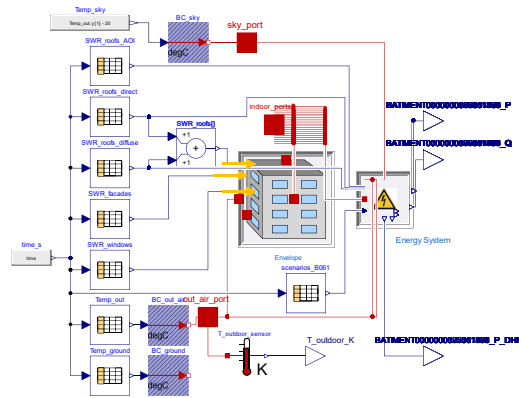 Temp_sky
Temp_out.y[1] - 20
BC_sky
degC
sky_port
SWR_roofs_AOI
SWR_roofs_direct
SWR_roofs[]
+1
+
+1
indoor_ports
SWR_roofs_diffuse
SWR_facades
SWR_windows
time_s
time
Envelope
Energy System
scenarios_B061
Temp_out
BC_out_air
degC
out_air_port
T_outdoor_sensor
K
T_outdoor_K
Temp_ground
BC_ground
degC